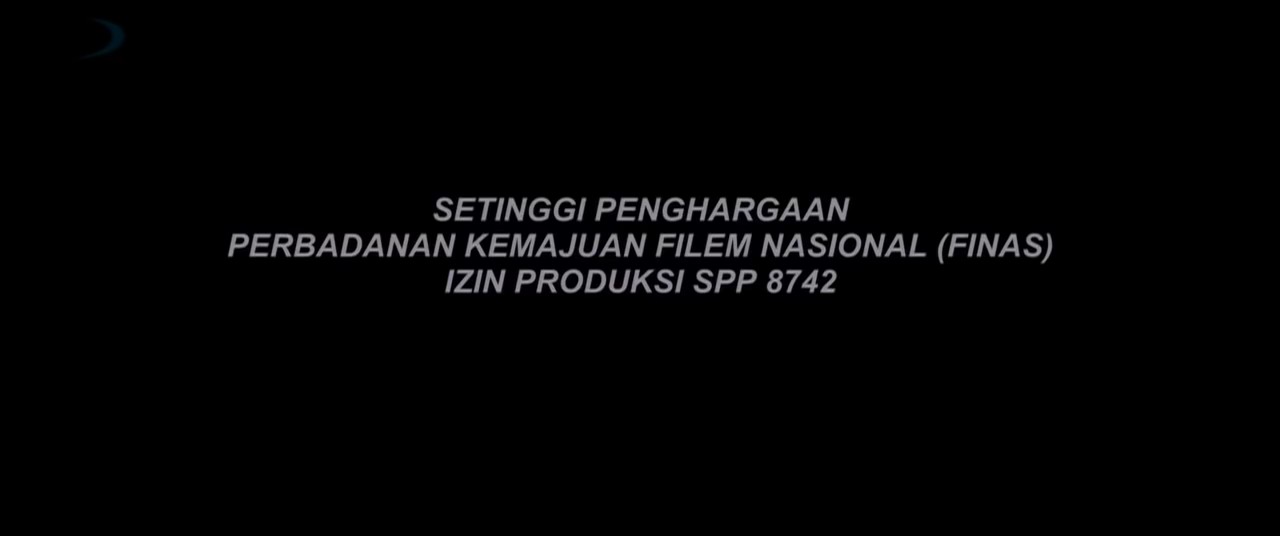 SETINGGI PENGHARGAAN
PERBADANAN KEMAJUAN FILEM NASIONAL (FINAS)
IZIN PRODUKSI SPP 8742